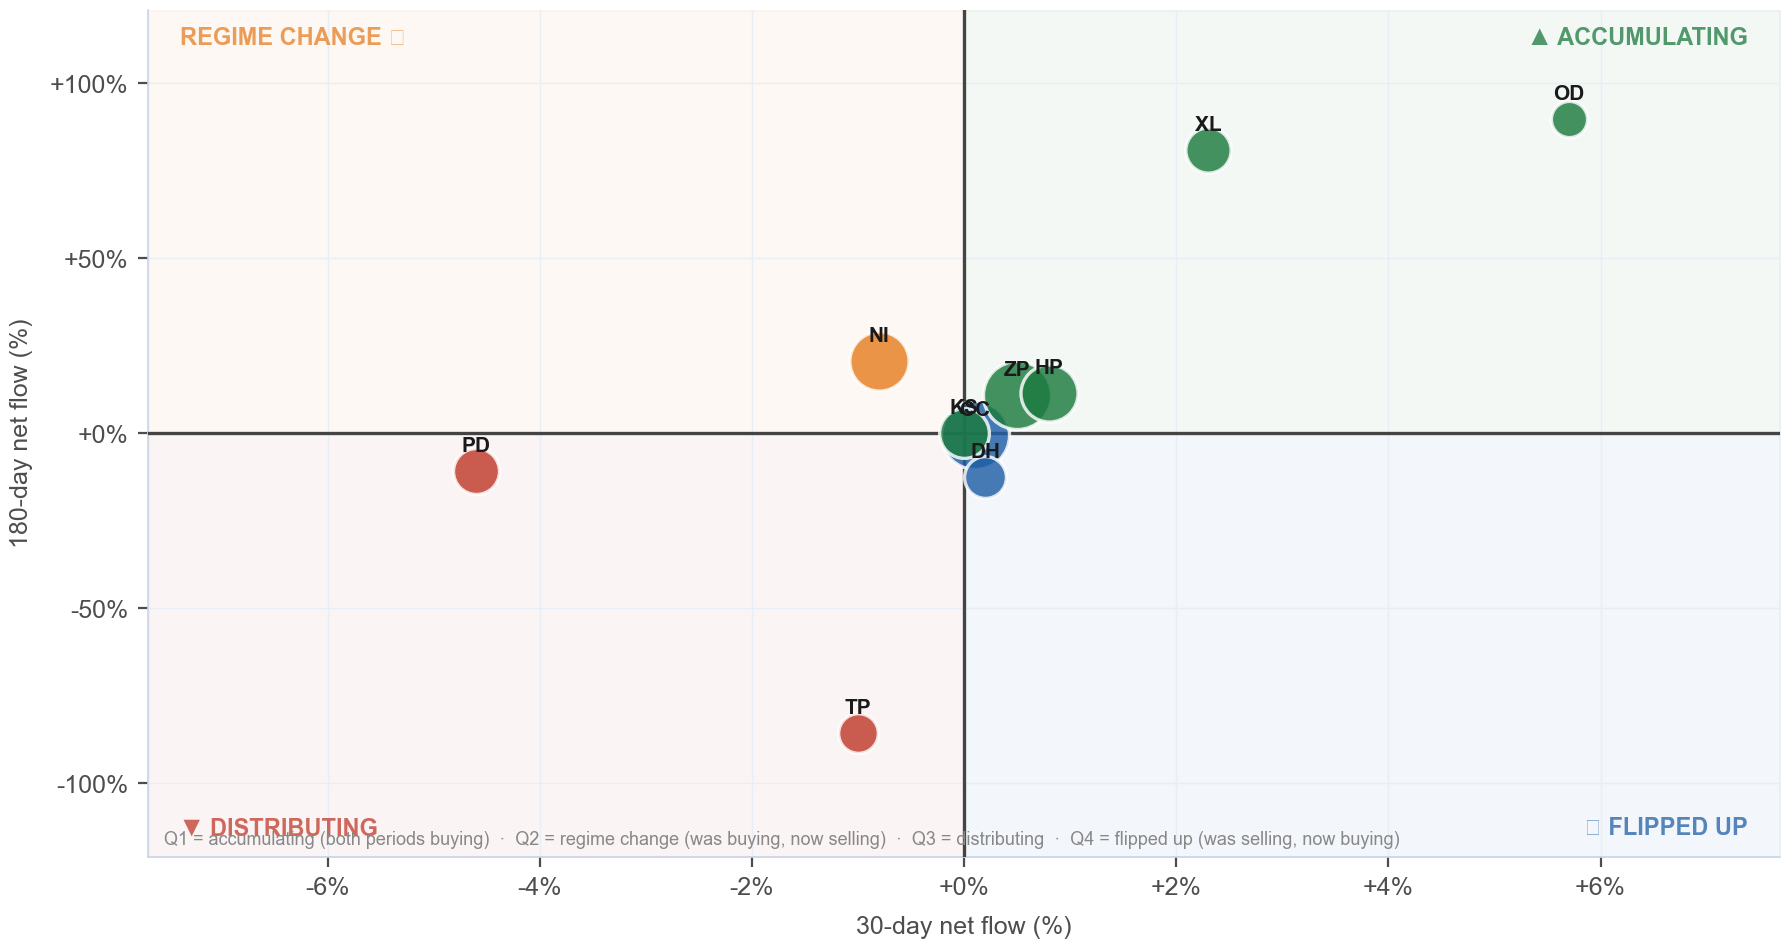 REGIME CHANGE
▲ ACCUMULATING
+100%
OD
XL
+50%
NI
ZP
HP
KS
+0%
PD
DH
-50%
TP
-100%
▼ DISTRIBUTING
FLIPPED UP
Q1 = accumulating (both periods buying) · Q2 = regime change (was buying, now selling) · Q3 = distributing · Q4 = flipped up (was selling, now buying)
-6%
-4%
-2%
+0%
+2%
+4%
+6%
30-day net flow (%)
180-day net flow (%)